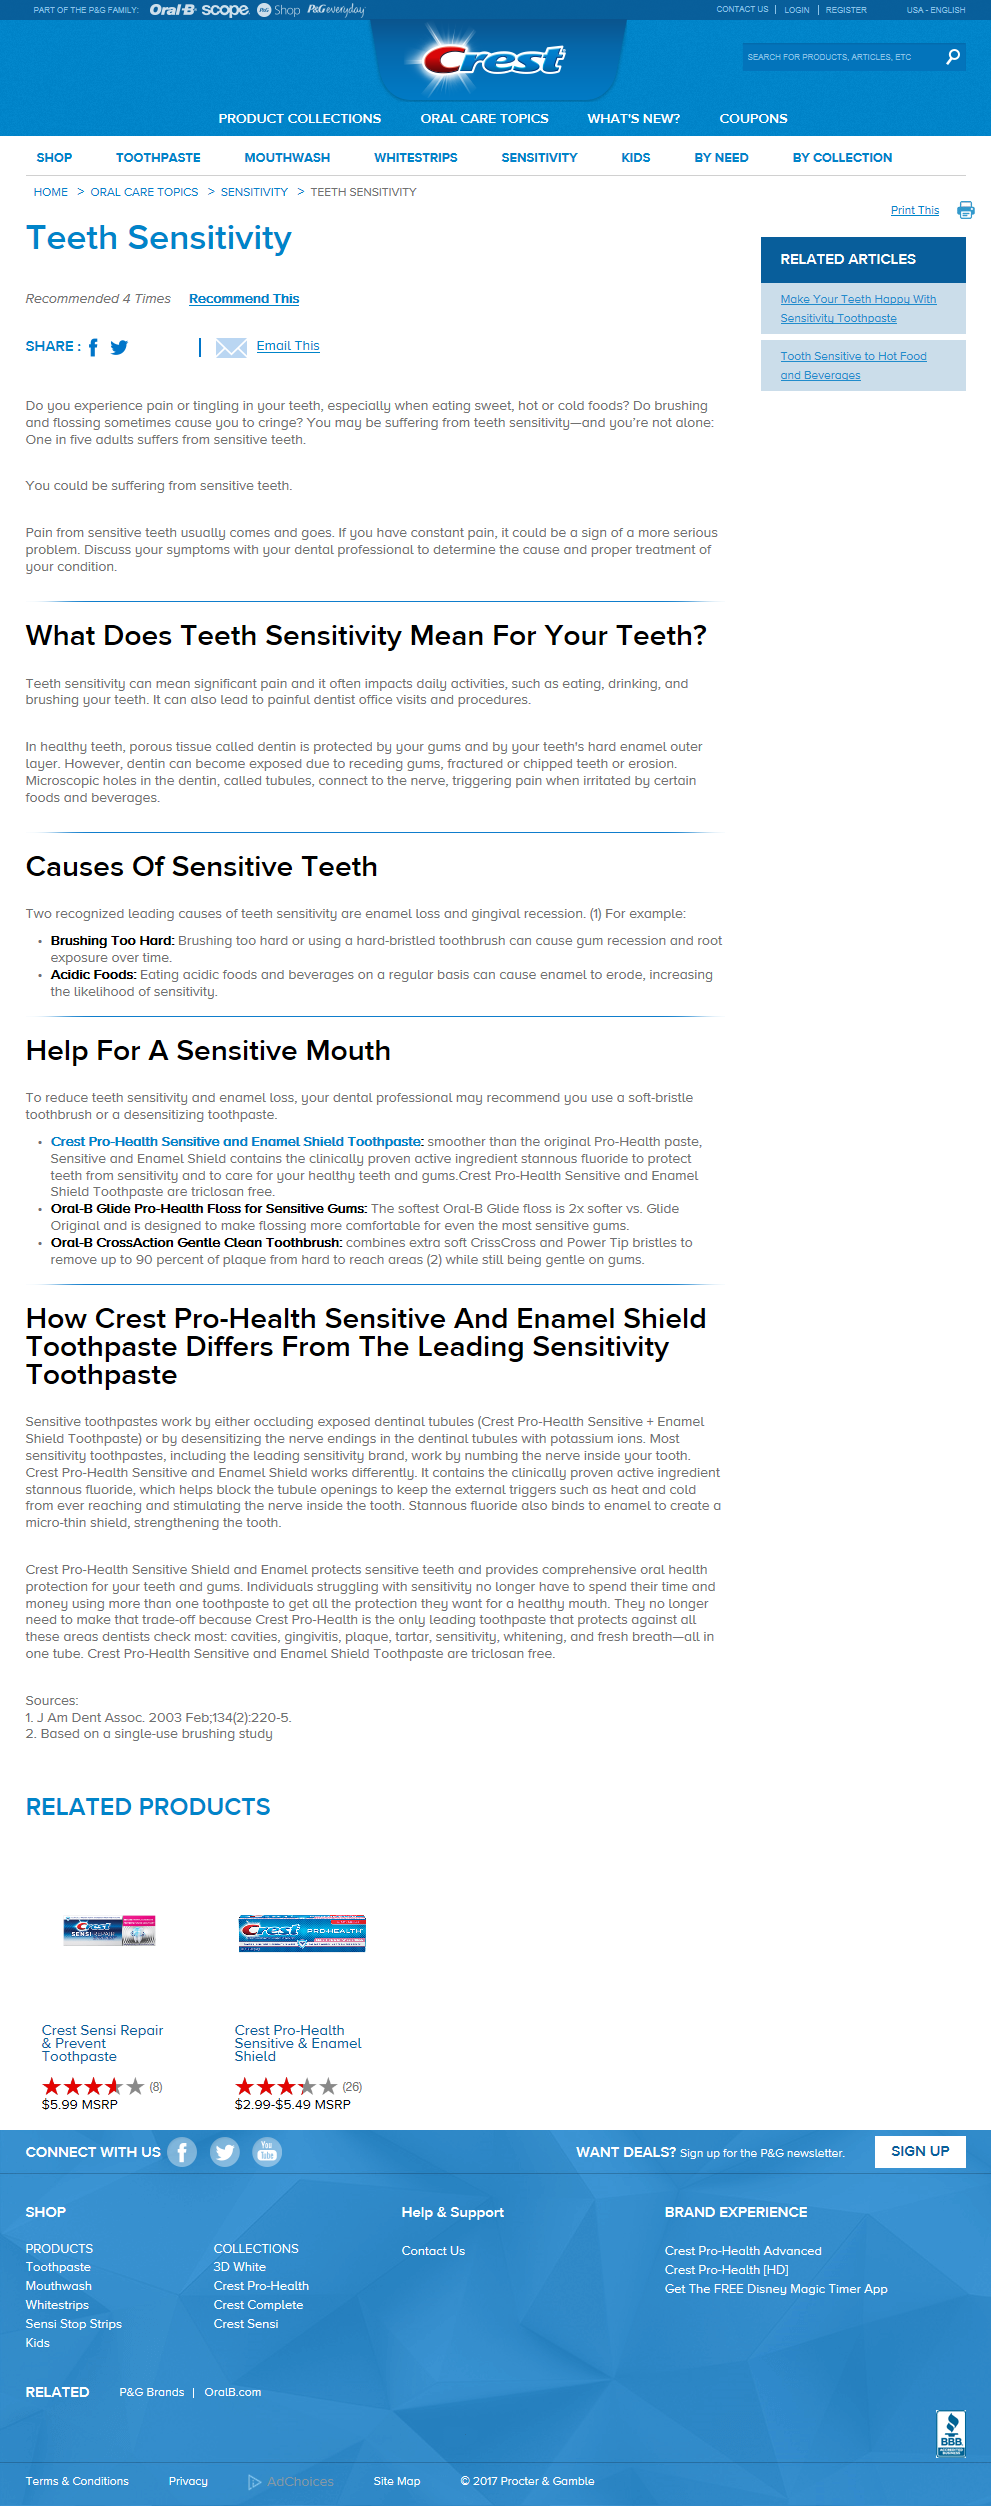 PART OF THE P&G FAMILY: Oral-B scope P&G Shop P&G everyday
CONTACT US | LOGIN | REGISTER USA - ENGLISH
Crest
SEARCH FOR PRODUCTS, ARTICLES, ETC
PRODUCT COLLECTIONS ORAL CARE TOPICS WHAT'S NEW? COUPONS
SHOP TOOTHPASTE MOUTHWASH WHITESTRIPS SENSITIVITY KIDS BY NEED BY COLLECTION
HOME > ORAL CARE TOPICS > SENSITIVITY > TEETH SENSITIVITY
Print This
Teeth Sensitivity
Recommended 4 Times Recommend This
SHARE : | Email This
RELATED ARTICLES
Make Your Teeth Happy With
Sensitivity Toothpaste
Tooth Sensitive to Hot Food
and Beverages
Do you experience pain or tingling in your teeth, especially when eating sweet, hot or cold foods? Do brushing
and flossing sometimes cause you to cringe? You may be suffering from teeth sensitivity—and you're not alone:
One in five adults suffers from sensitive teeth.
You could be suffering from sensitive teeth.
Pain from sensitive teeth usually comes and goes. If you have constant pain, it could be a sign of a more serious
problem. Discuss your symptoms with your dental professional to determine the cause and proper treatment of
your condition.
What Does Teeth Sensitivity Mean For Your Teeth?
Teeth sensitivity can mean significant pain and it often impacts daily activities, such as eating, drinking, and
brushing your teeth. It can also lead to painful dentist office visits and procedures.
In healthy teeth, porous tissue called dentin is protected by your gums and by your teeth's hard enamel outer
layer. However, dentin can become exposed due to receding gums, fractured or chipped teeth or erosion.
Microscopic holes in the dentin, called tubules, connect to the nerve, triggering pain when irritated by certain
foods and beverages.
Causes Of Sensitive Teeth
Two recognized leading causes of teeth sensitivity are enamel loss and gingival recession. (1) For example:
• Brushing Too Hard: Brushing too hard or using a hard-bristled toothbrush can cause gum recession and root
exposure over time.
• Acidic Foods: Eating acidic foods and beverages on a regular basis can cause enamel to erode, increasing
the likelihood of sensitivity.
Help For A Sensitive Mouth
To reduce teeth sensitivity and enamel loss, your dental professional may recommend you use a soft-bristle
toothbrush or a desensitizing toothpaste.
• Crest Pro-Health Sensitive and Enamel Shield Toothpaste: smoother than the original Pro-Health paste,
Sensitive and Enamel Shield contains the clinically proven active ingredient stannous fluoride to protect
teeth from sensitivity and to care for your healthy teeth and gums.Crest Pro-Health Sensitive and Enamel
Shield Toothpaste are triclosan free.
• Oral-B Glide Pro-Health Floss for Sensitive Gums: The softest Oral-B Glide floss is 2x softer vs. Glide
Original and is designed to make flossing more comfortable for even the most sensitive gums.
• Oral-B CrossAction Gentle Clean Toothbrush: combines extra soft CrissCross and Power Tip bristles to
remove up to 90 percent of plaque from hard to reach areas (2) while still being gentle on gums.
How Crest Pro-Health Sensitive And Enamel Shield
Toothpaste Differs From The Leading Sensitivity
Toothpaste
Sensitive toothpastes work by either occluding exposed dentinal tubules (Crest Pro-Health Sensitive + Enamel
Shield Toothpaste) or by desensitizing the nerve endings in the dentinal tubules with potassium ions. Most
sensitivity toothpastes, including the leading sensitivity brand, work by numbing the nerve inside your tooth.
Crest Pro-Health Sensitive and Enamel Shield works differently. It contains the clinically proven active ingredient
stannous fluoride, which helps block the tubule openings to keep the external triggers such as heat and cold
from ever reaching and stimulating the nerve inside the tooth. Stannous fluoride also binds to enamel to create a
micro-thin shield, strengthening the tooth.
Crest Pro-Health Sensitive Shield and Enamel protects sensitive teeth and provides comprehensive oral health
protection for your teeth and gums. Individuals struggling with sensitivity no longer have to spend their time and
money using more than one toothpaste to get all the protection they want for a healthy mouth. They no longer
need to make that trade-off because Crest Pro-Health is the only leading toothpaste that protects against all
these areas dentists check most: cavities, gingivitis, plaque, tartar, sensitivity, whitening, and fresh breath—all in
one tube. Crest Pro-Health Sensitive and Enamel Shield Toothpaste are triclosan free.
Sources:
1. J Am Dent Assoc. 2003 Feb;134(2):220-5.
2. Based on a single-use brushing study
RELATED PRODUCTS
Crest SENSI REPAIR
Crest PRO-HEALTH
Crest Sensi Repair
& Prevent
Toothpaste
(8)
$5.99 MSRP
Crest Pro-Health
Sensitive & Enamel
Shield
(26)
$2.99-$5.49 MSRP
CONNECT WITH US You Tube
WANT DEALS? Sign up for the P&G newsletter. SIGN UP
SHOP
PRODUCTS
Toothpaste
Mouthwash
Whitestrips
Sensi Stop Strips
Kids
COLLECTIONS
3D White
Crest Pro-Health
Crest Complete
Crest Sensi
Help & Support
Contact Us
BRAND EXPERIENCE
Crest Pro-Health Advanced
Crest Pro-Health [HD]
Get The FREE Disney Magic Timer App
RELATED P&G Brands | OralB.com
BBB
ACCREDITED
BUSINESS
Terms & Conditions Privacy AdChoices Site Map © 2017 Procter & Gamble